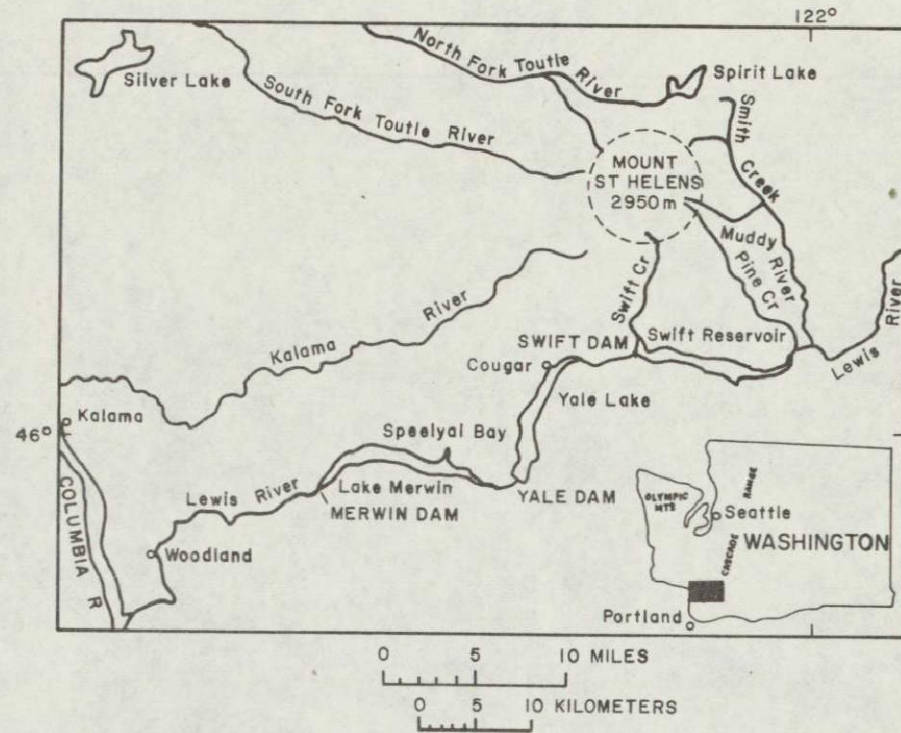 122°
Silver Lake
North Fork Toutle River
Spirit Lake
South Fork Toutle River
Smith Creek
MOUNT
ST HELENS
2950 m
Muddy River
Pine Cr
Swift Cr
Kalama River
SWIFT DAM
Swift Reservoir
Lewis River
Cougar
Yale Lake
Kalama
46°
Speelyal Bay
Lewis River
Lake Merwin
MERWIN DAM
YALE DAM
COLUMBIA R
Woodland
OLYMPIC
MTS
CASCADE RANGE
Seattle
WASHINGTON
Portland
0 5 10 MILES
0 5 10 KILOMETERS